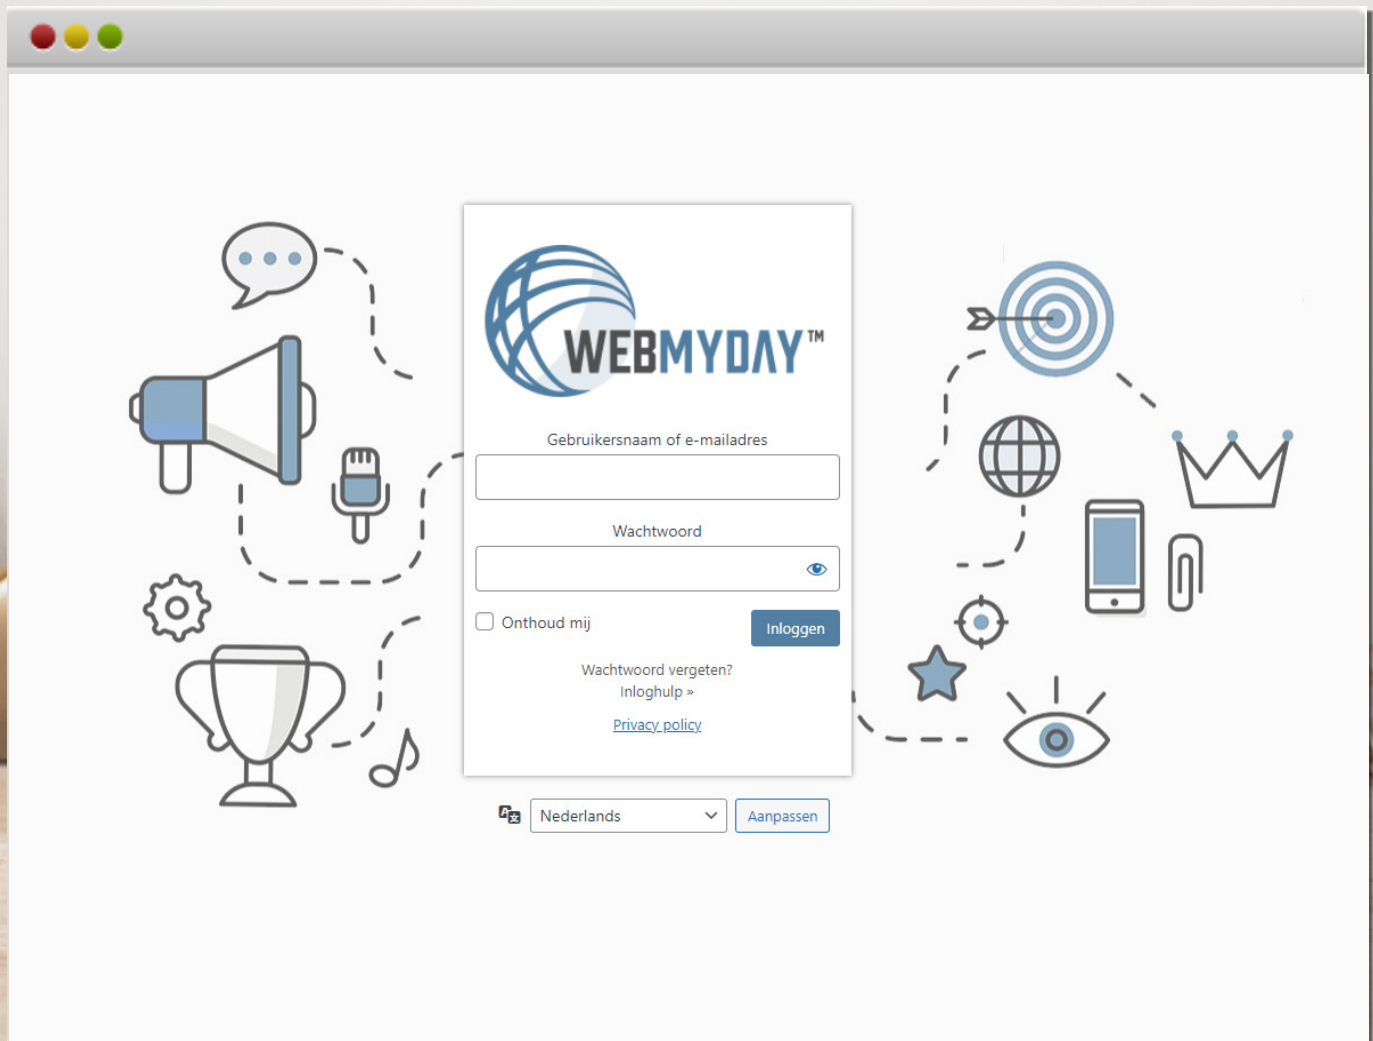 WEBMYDAY™
Gebruikersnaam of e-mailadres
Wachtwoord
Onthoud mij
Inloggen
Wachtwoord vergeten?
Inloghulp »
Privacy policy
Nederlands
Aanpassen